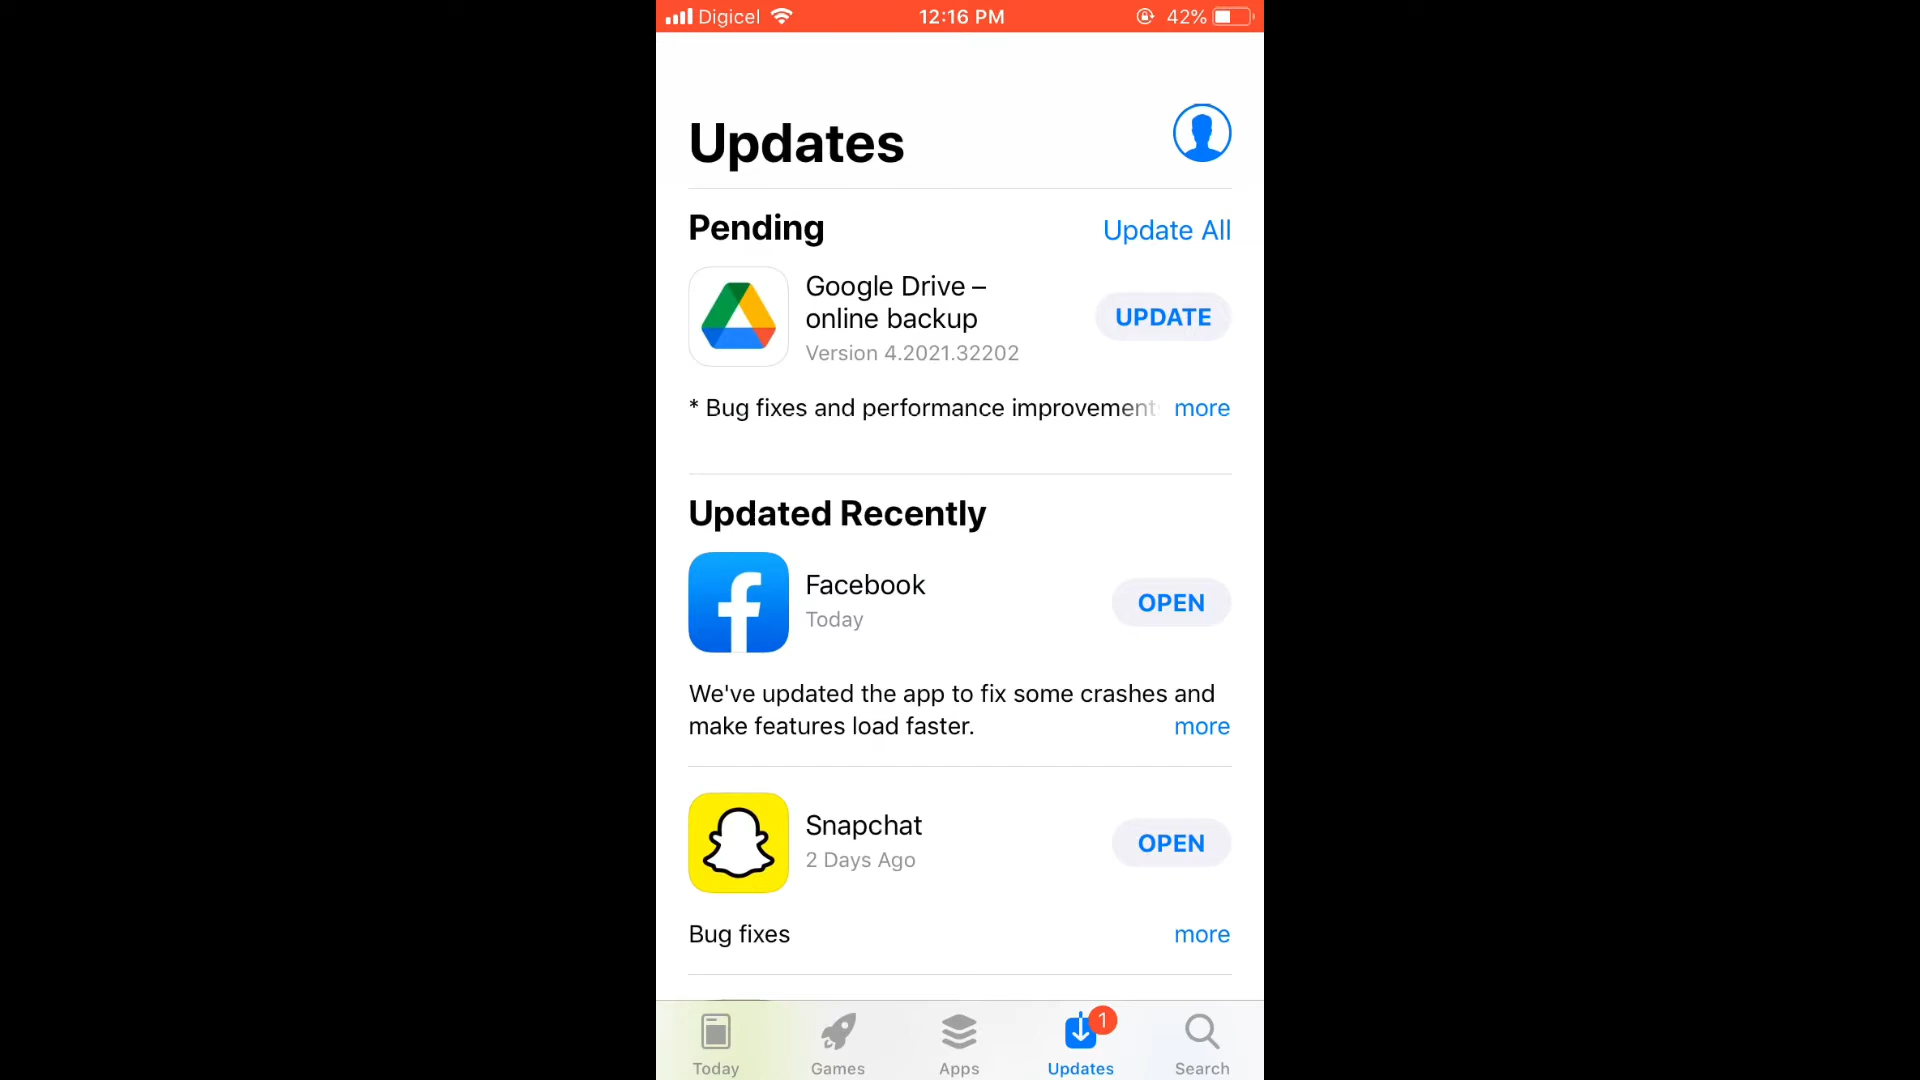 Digicel 12:16 PM 42%
Updates
Pending Update All
Google Drive –
online backup
UPDATE
Version 4.2021.32202
* Bug fixes and performance improvement more
Updated Recently
Facebook
Today
OPEN
We've updated the app to fix some crashes and
make features load faster. more
Snapchat
2 Days Ago
OPEN
Bug fixes more
1
Today Games Apps Updates Search